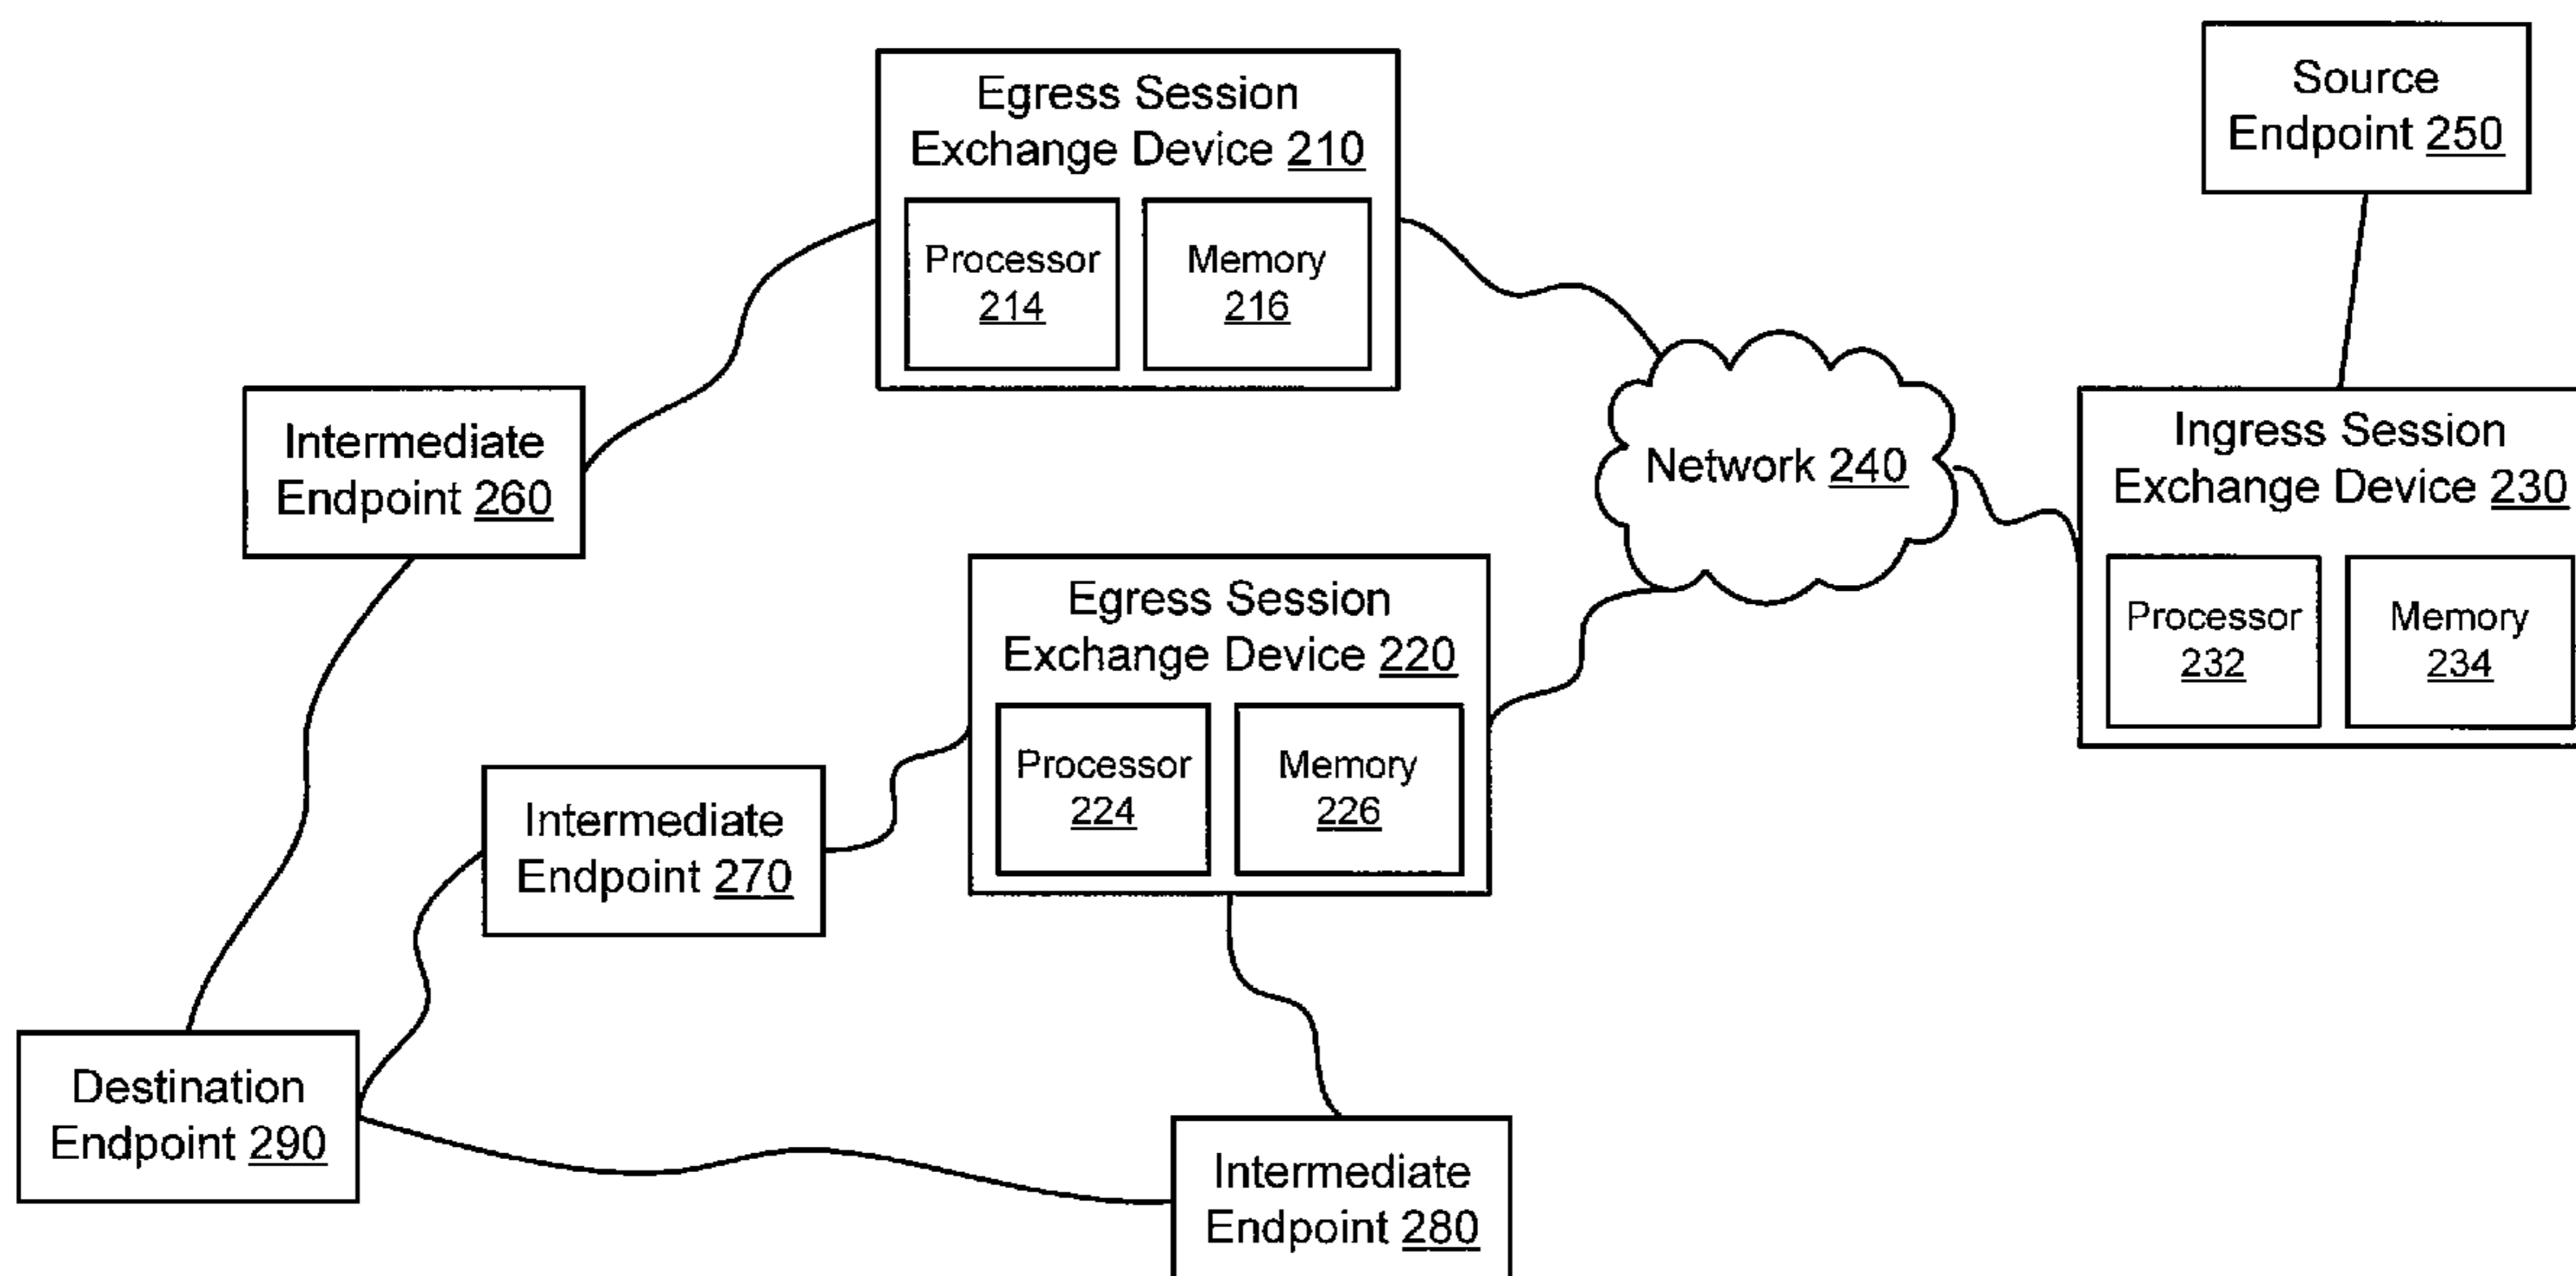 Source
Endpoint 250
Egress Session
Exchange Device 210
Processor
214
Memory
216
Intermediate
Endpoint 260
Network 240
Ingress Session
Exchange Device 230
Processor
232
Memory
234
Egress Session
Exchange Device 220
Processor
224
Memory
226
Intermediate
Endpoint 270
Destination
Endpoint 290
Intermediate
Endpoint 280